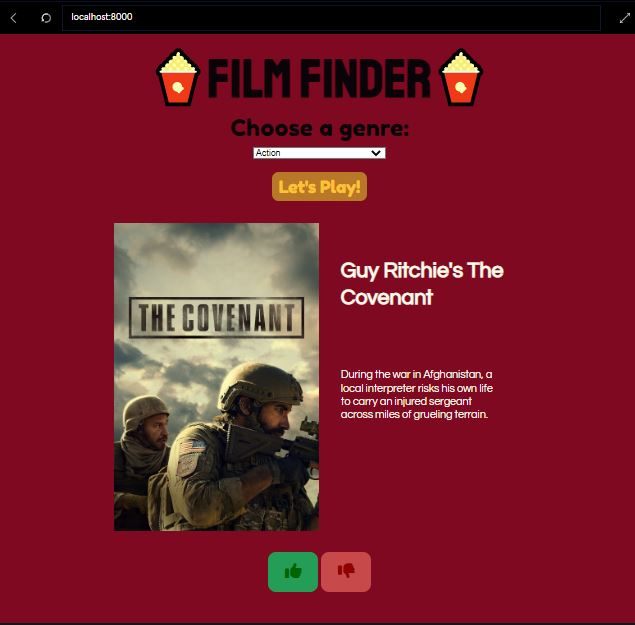 localhost:8000
FILM FINDER
Choose a genre:
Action
Let's Play!
THE COVENANT
Guy Ritchie's The
Covenant
During the war in Afghanistan, a
local interpreter risks his own life
to carry an injured sergeant
across miles of grueling terrain.